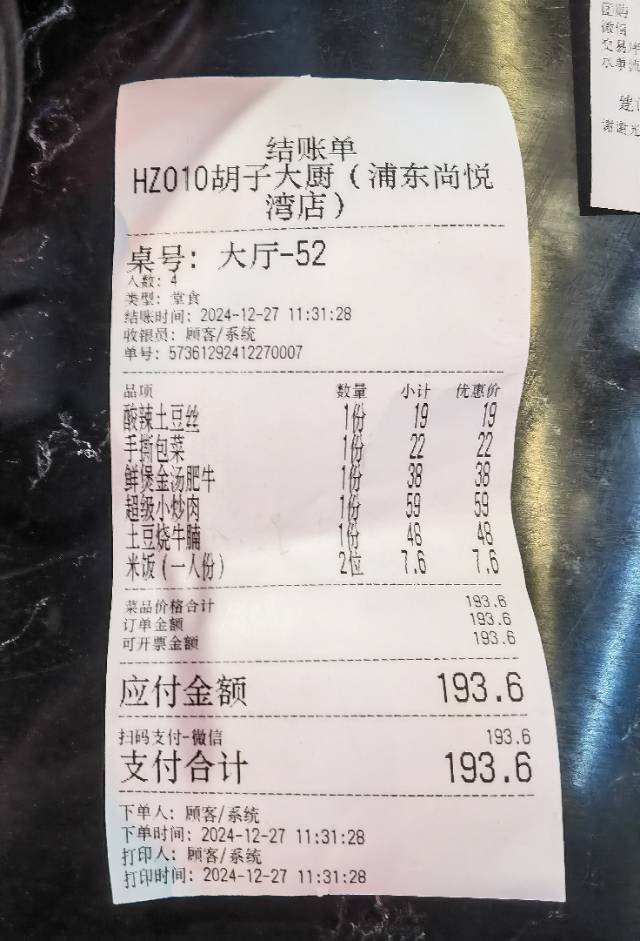 结账单
HZ010胡子大厨（浦东尚悦
湾店）
桌号：大厅-52
人数：4
类型：堂食
结账时间：2024-12-27 11:31:28
收银员：顾客/系统
单号：57361292412270007
品项 数量 小计 优惠价
酸辣土豆丝 1份 19 19
手撕包菜 1份 22 22
鲜煲金汤肥牛 1份 38 38
超级小炒肉 1份 59 59
土豆烧牛腩 1份 48 48
米饭（一人份） 2位 7.6 7.6
菜品价格合计 193.6
订单金额 193.6
可开票金额 193.6
应付金额 193.6
扫码支付-微信 193.6
支付合计 193.6
下单人：顾客/系统
下单时间：2024-12-27 11:31:28
打印人：顾客/系统
打印时间：2024-12-27 11:31:28
团购
微信
交易
谢谢光